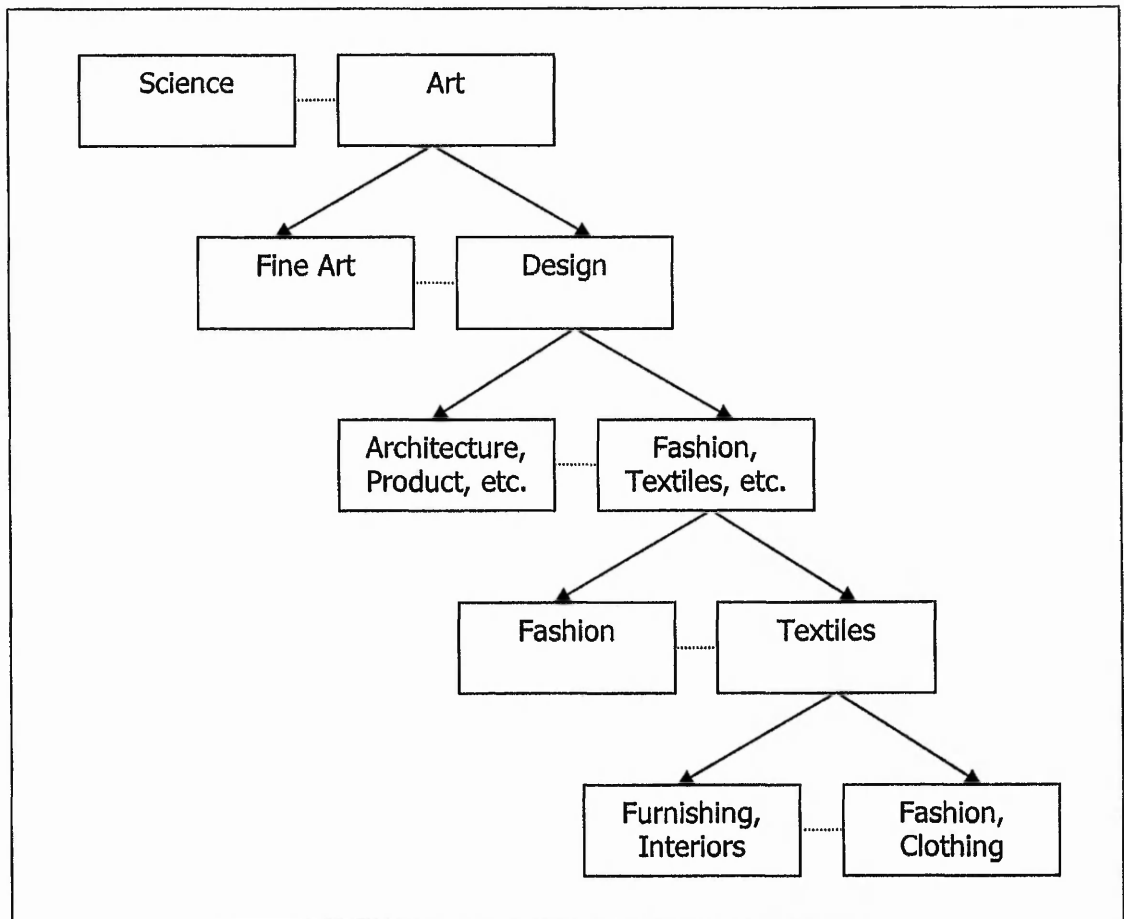 Science
Art
Fine Art
Design
Architecture,
Product, etc.
Fashion,
Textiles, etc.
Fashion
Textiles
Furnishing,
Interiors
Fashion,
Clothing